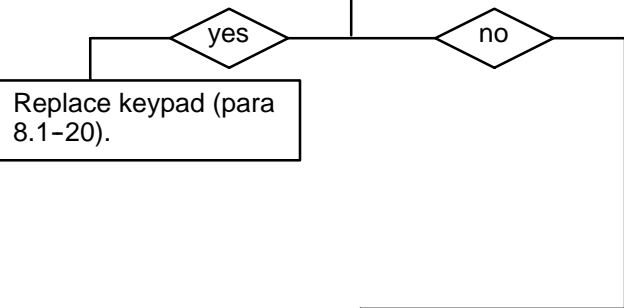 yes
no
Replace keypad (para
8.1-20).